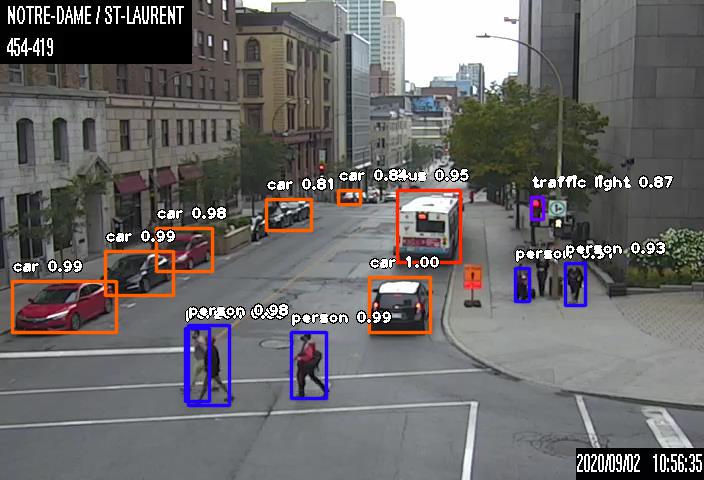 NOTRE-DAME / ST-LAURENT
454-419
car 0.84
bus 0.95
car 0.81
traffic light 0.87
car 0.98
car 0.99
person
person 0.93
car 0.99
car 1.00
person 0.98
person 0.99
2020/09/02 10:56:35